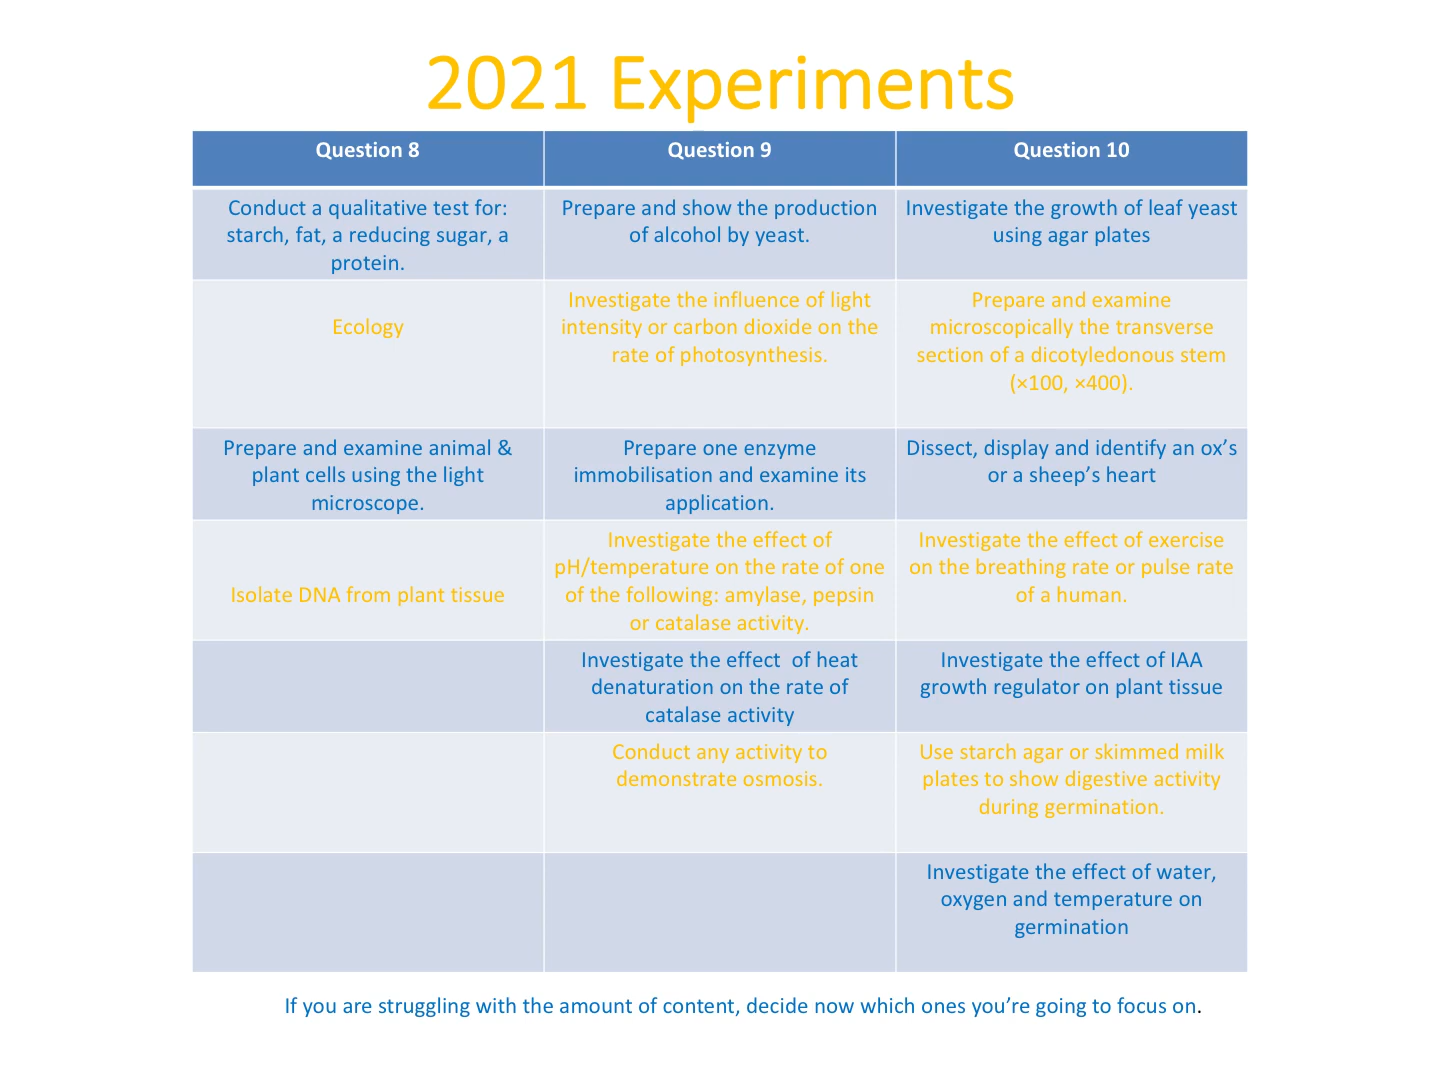 2021 Experiments
Question 8
Question 9
Question 10
Conduct a qualitative test for:
starch, fat, a reducing sugar, a
protein.
Prepare and show the production
of alcohol by yeast.
Investigate the growth of leaf yeast
using agar plates
Ecology
Investigate the influence of light
intensity or carbon dioxide on the
rate of photosynthesis.
Prepare and examine
microscopically the transverse
section of a dicotyledonous stem
(×100, ×400).
Prepare and examine animal &
plant cells using the light
microscope.
Prepare one enzyme
immobilisation and examine its
application.
Dissect, display and identify an ox’s
or a sheep’s heart
Isolate DNA from plant tissue
Investigate the effect of
pH/temperature on the rate of one
of the following: amylase, pepsin
or catalase activity.
Investigate the effect of exercise
on the breathing rate or pulse rate
of a human.
Investigate the effect  of heat
denaturation on the rate of
catalase activity
Investigate the effect of IAA
growth regulator on plant tissue
Conduct any activity to
demonstrate osmosis.
Use starch agar or skimmed milk
plates to show digestive activity
during germination.
Investigate the effect of water,
oxygen and temperature on
germination
If you are struggling with the amount of content, decide now which ones you’re going to focus on.